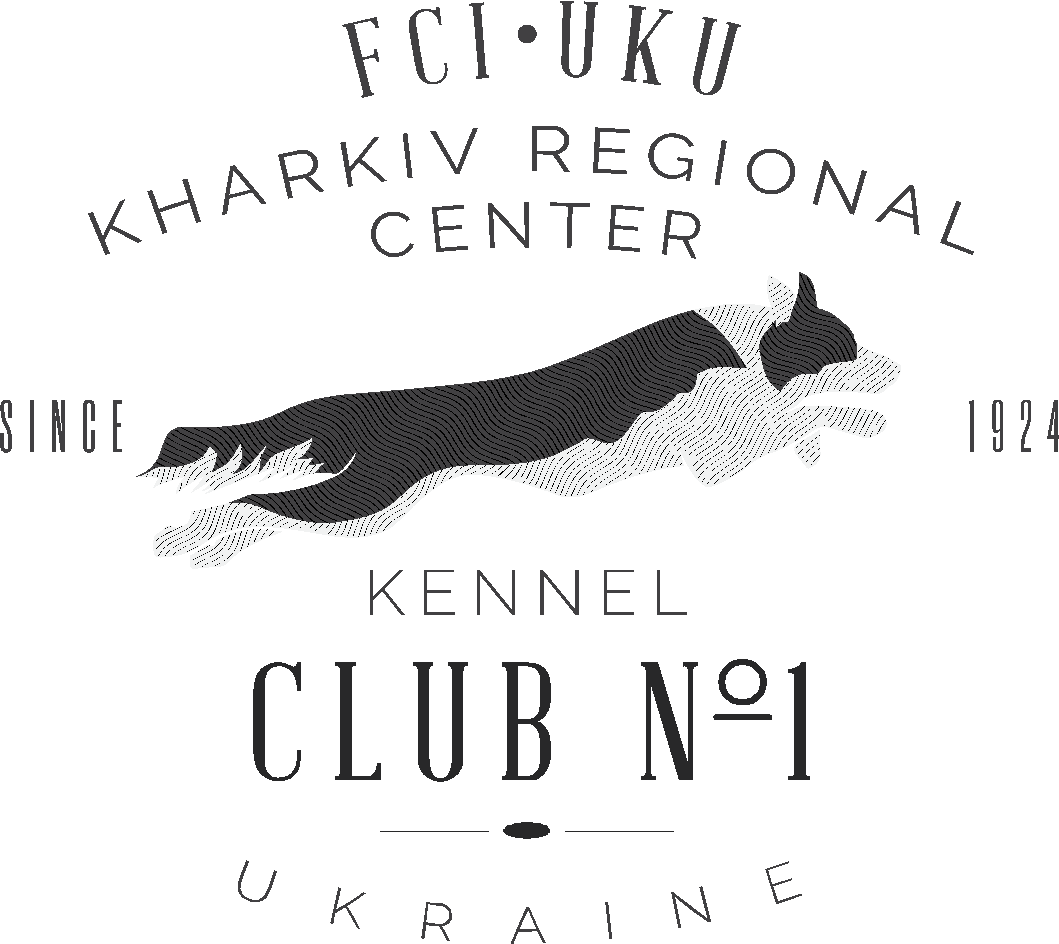 FCI·UKU
KHARKIV REGIONAL
CENTER
SINCE 1924
KENNEL
CLUB №1
UKRAINE